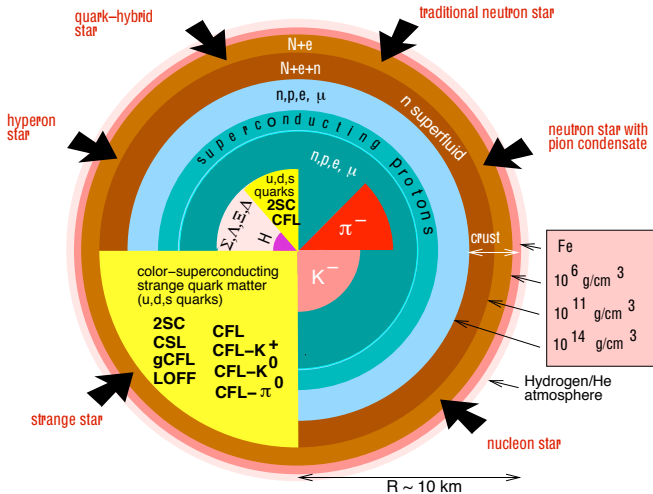 quark–hybrid
star
traditional neutron star
N+e
N+e+n
n,p,e, μ
n superfluid
hyperon
star
neutron star with
pion condensate
superconducting protons
n,p,e, μ
u,d,s
quarks
2SC
CFL
Σ,Λ,Ξ,Δ
H
π⁻
K⁻
crust
Fe
10⁶ g/cm³
10¹¹ g/cm³
10¹⁴ g/cm³
color–superconducting
strange quark matter
(u,d,s quarks)
2SC
CSL
gCFL
LOFF
CFL
CFL–K⁺
CFL–K⁰
CFL–π⁰
Hydrogen/He
atmosphere
strange star
nucleon star
R ~ 10 km